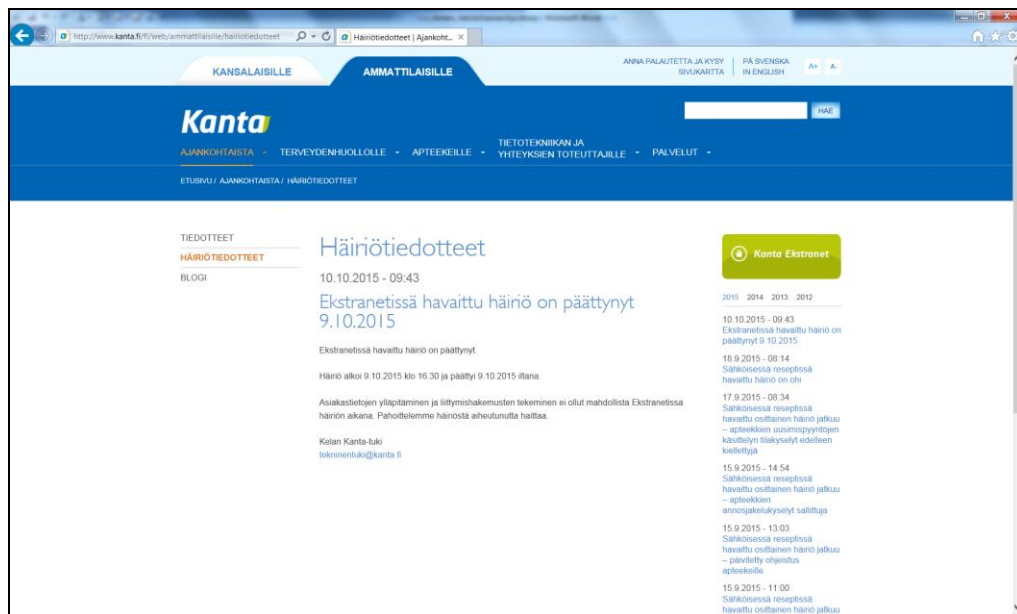 http://www.kanta.fi/fi/web/ammattilaisille/hairiotiedotteet
Häiriötiedotteet | Ajankoht...
KANSALAISILLE
AMMATTILAISILLE
ANNA PALAUTETTA JA KYSY
SIVUKARTTA
PÅ SVENSKA
IN ENGLISH
A+ A-
Kanta
HAE
AJANKOHTAISTA
TERVEYDENHUOLLOLLE
APTEEKEILLE
TIETOTEKNIIKAN JA
YHTEYKSIEN TOTEUTTAJILLE
PALVELUT
ETUSIVU / AJANKOHTAISTA / HÄIRIÖTIEDOTTEET
TIEDOTTEET
HÄIRIÖTIEDOTTEET
BLOGI
Häiriötiedotteet
10.10.2015 - 09:43
Ekstranetissä havaittu häiriö on päättynyt
9.10.2015
Ekstranetissä havaittu häiriö on päättynyt.
Häiriö alkoi 9.10.2015 klo 16.30 ja päättyi 9.10.2015 iltana.
Asiakastietojen ylläpitäminen ja liittymishakemusten tekeminen ei ollut mahdollista Ekstranetissa
häiriön aikana. Pahoittelemme häiriöstä aiheutunutta haittaa.
Kelan Kanta-tuki
tekninentuki@kanta.fi
Kanta Ekstranet
2015 2014 2013 2012
10.10.2015 - 09:43
Ekstranetissä havaittu häiriö on
päättynyt 9.10.2015
18.9.2015 - 08:14
Sähköisessä reseptissä
havaittu häiriö on ohi
17.9.2015 - 08:34
Sähköisessä reseptissä
havaittu osittainen häiriö jatkuu
– apteekkien uusimispyyntöjen
käsittelyn tilakyselyt edelleen
kiellettyjä
15.9.2015 - 14:54
Sähköisessä reseptissä
havaittu osittainen häiriö jatkuu
– apteekkien
annosjakelukyselyt sallittuja
15.9.2015 - 13:03
Sähköisessä reseptissä
havaittu osittainen häiriö jatkuu
– päivitetty ohjeistus
apteekeille
15.9.2015 - 11:00
Sähköisessä reseptissä
havaittu osittainen häiriö jatkuu